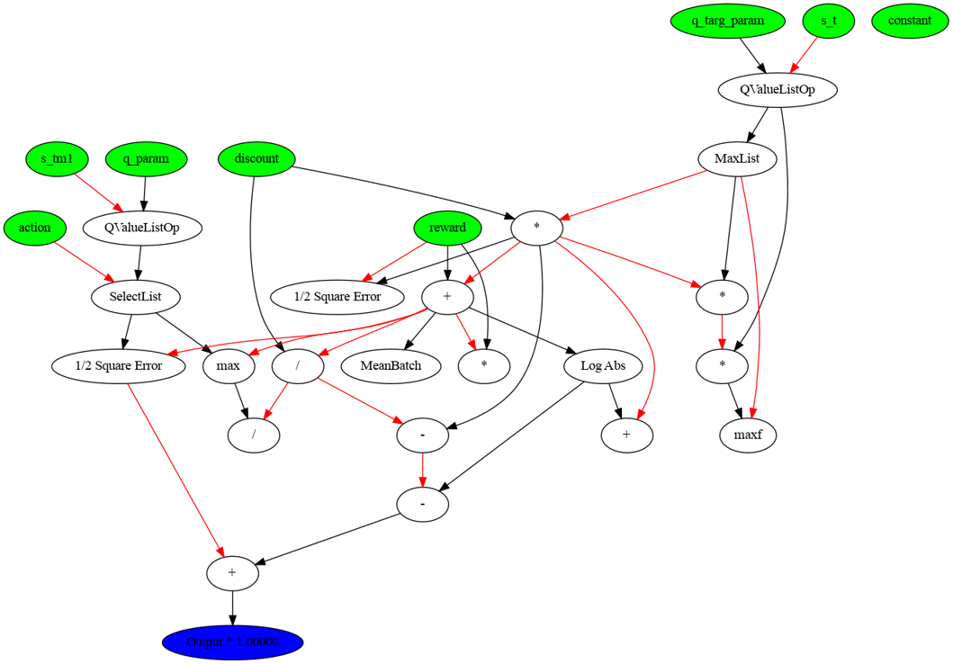 q_targ_param
s_t
constant
QValueListOp
s_tm1
q_param
discount
MaxList
action
QValueListOp
reward
*
SelectList
1/2 Square Error
+
*
1/2 Square Error
max
/
MeanBatch
*
Log Abs
*
/
-
+
maxf
-
+
Output * 1.00000